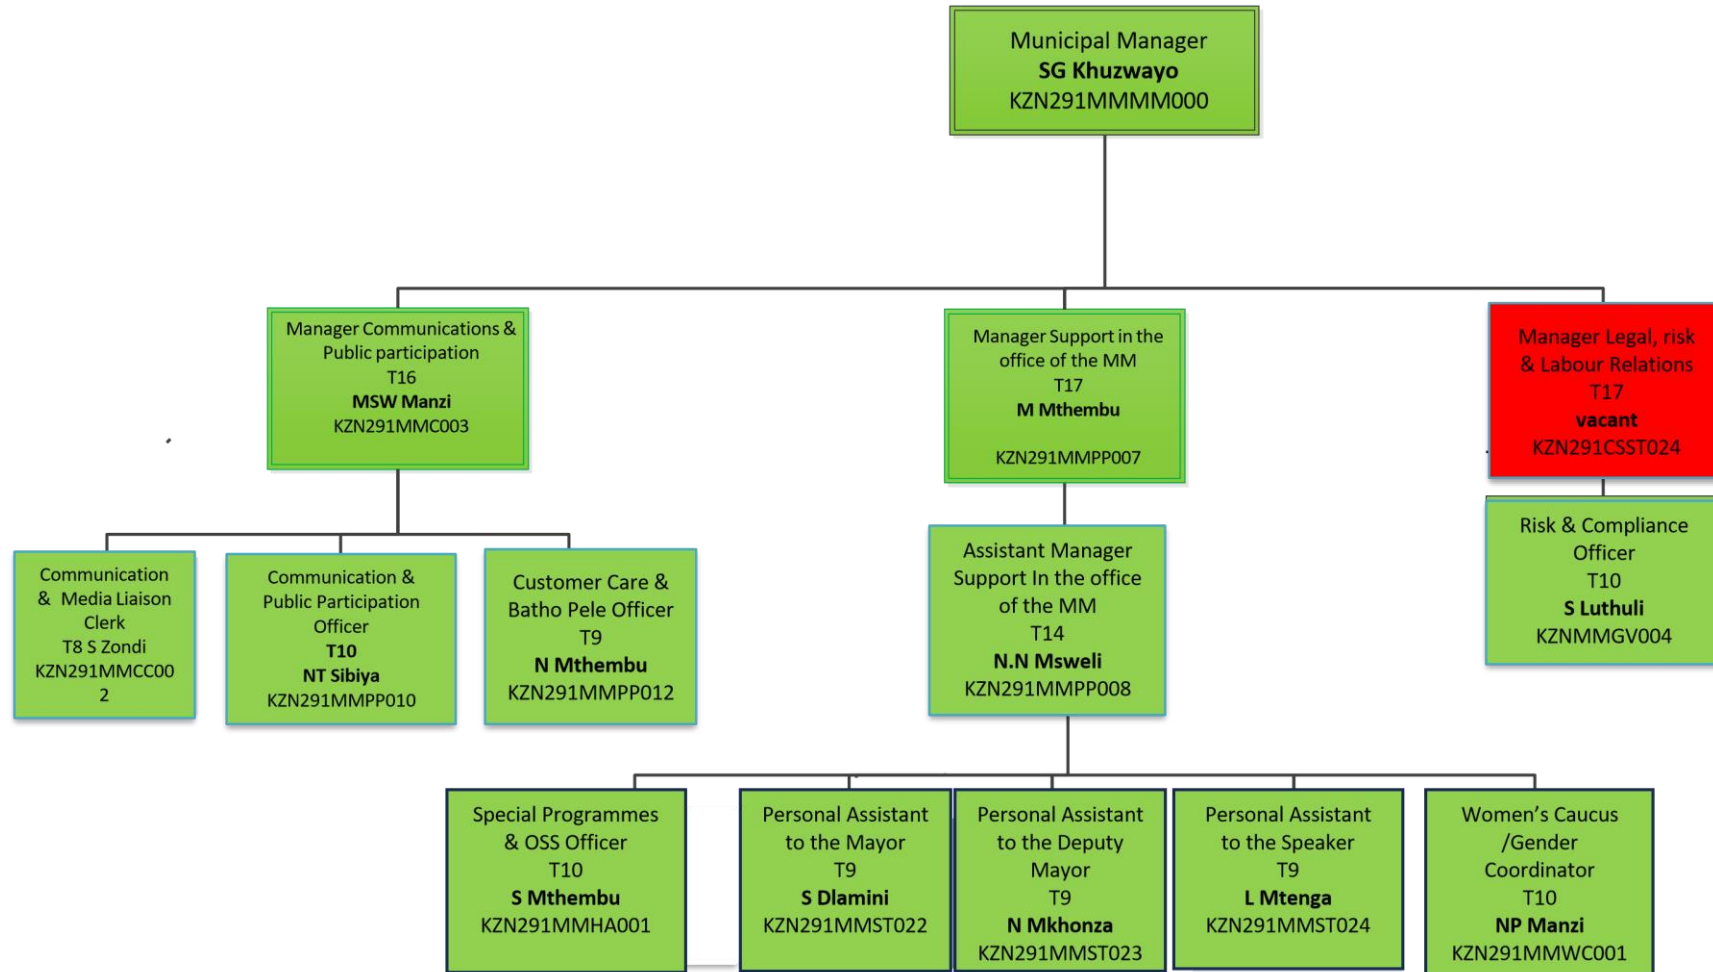 Municipal Manager
SG Khuzwayo
KZN291MMMM000
Manager Communications &
Public participation
T16
MSW Manzi
KZN291MMC003
Manager Support in the
office of the MM
T17
M Mthembu
KZN291MMPP007
Manager Legal, risk
& Labour Relations
T17
vacant
KZN291CSST024
Communication
& Media Liaison
Clerk
T8 S Zondi
KZN291MMCC00
2
Communication &
Public Participation
Officer
T10
NT Sibiya
KZN291MMPP010
Customer Care &
Batho Pele Officer
T9
N Mthembu
KZN291MMPP012
Assistant Manager
Support In the office
of the MM
T14
N.N Msweli
KZN291MMPP008
Risk & Compliance
Officer
T10
S Luthuli
KZNMMGV004
Special Programmes
& OSS Officer
T10
S Mthembu
KZN291MMHA001
Personal Assistant
to the Mayor
T9
S Dlamini
KZN291MMST022
Personal Assistant
to the Deputy
Mayor
T9
N Mkhonza
KZN291MMST023
Personal Assistant
to the Speaker
T9
L Mtenga
KZN291MMST024
Women’s Caucus
/Gender
Coordinator
T10
NP Manzi
KZN291MMWC001